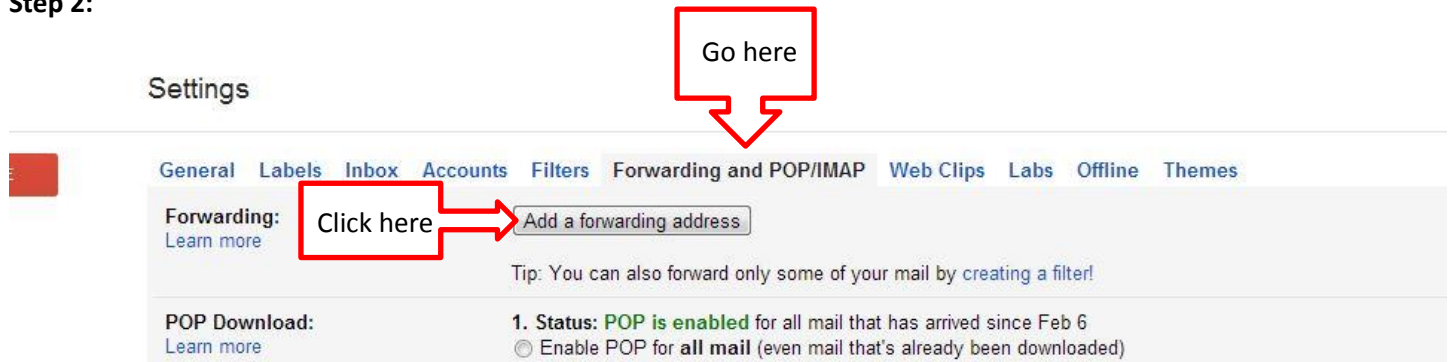 Step 2:
Go here
Settings
General Labels Inbox Accounts Filters Forwarding and POP/IMAP Web Clips Labs Offline Themes
Forwarding: Click here Add a forwarding address
Learn more
Tip: You can also forward only some of your mail by creating a filter!
POP Download: 1. Status: POP is enabled for all mail that has arrived since Feb 6
Learn more Enable POP for all mail (even mail that's already been downloaded)